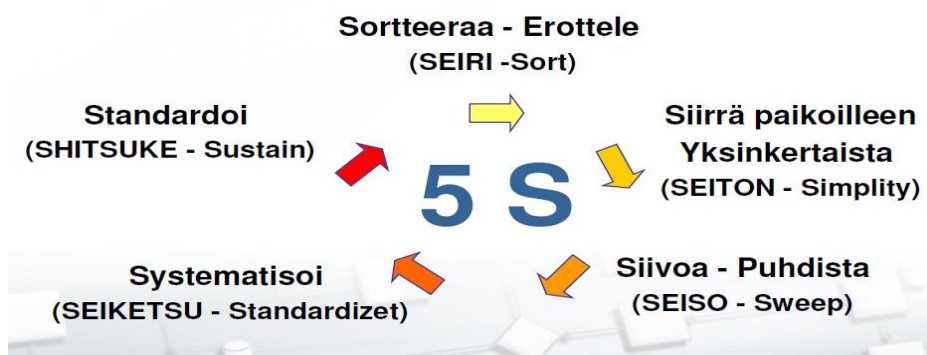 Sortteeraa - Erottele
(SEIRI -Sort)
Standardoi
(SHITSUKE - Sustain)
Siirrä paikoilleen
Yksinkertaista
(SEITON - Simplity)
5 S
Systematisoi
(SEIKETSU - Standardizet)
Siivoa - Puhdista
(SEISO - Sweep)